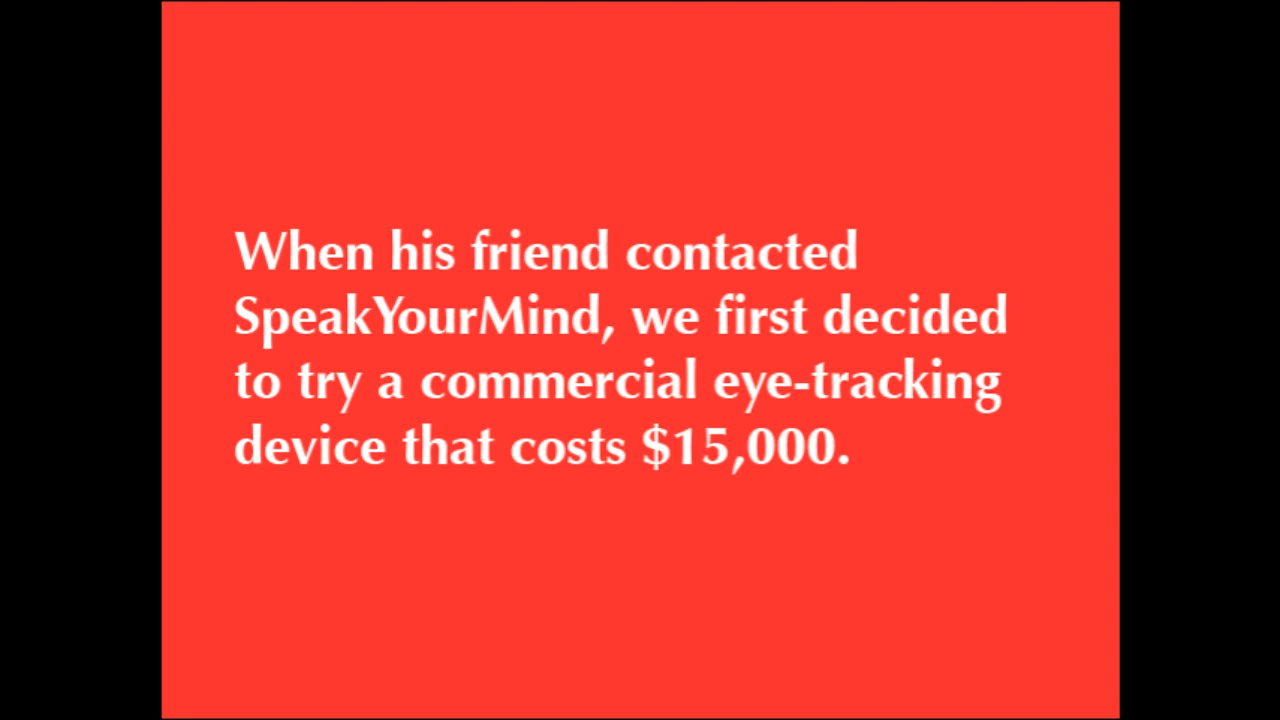 When his friend contacted
SpeakYourMind, we first decided
to try a commercial eye-tracking
device that costs $15,000.